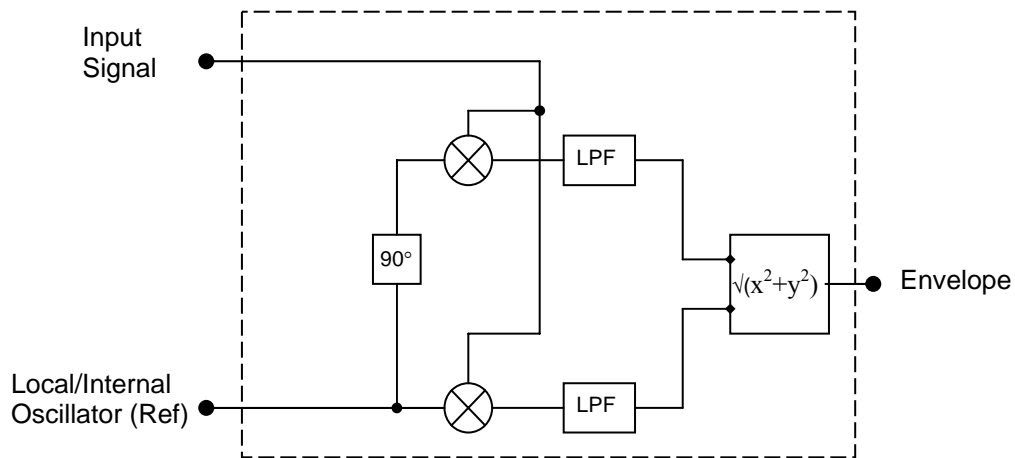 Input
Signal
LPF
90°
√(x²+y²)
Envelope
Local/Internal
Oscillator (Ref)
LPF